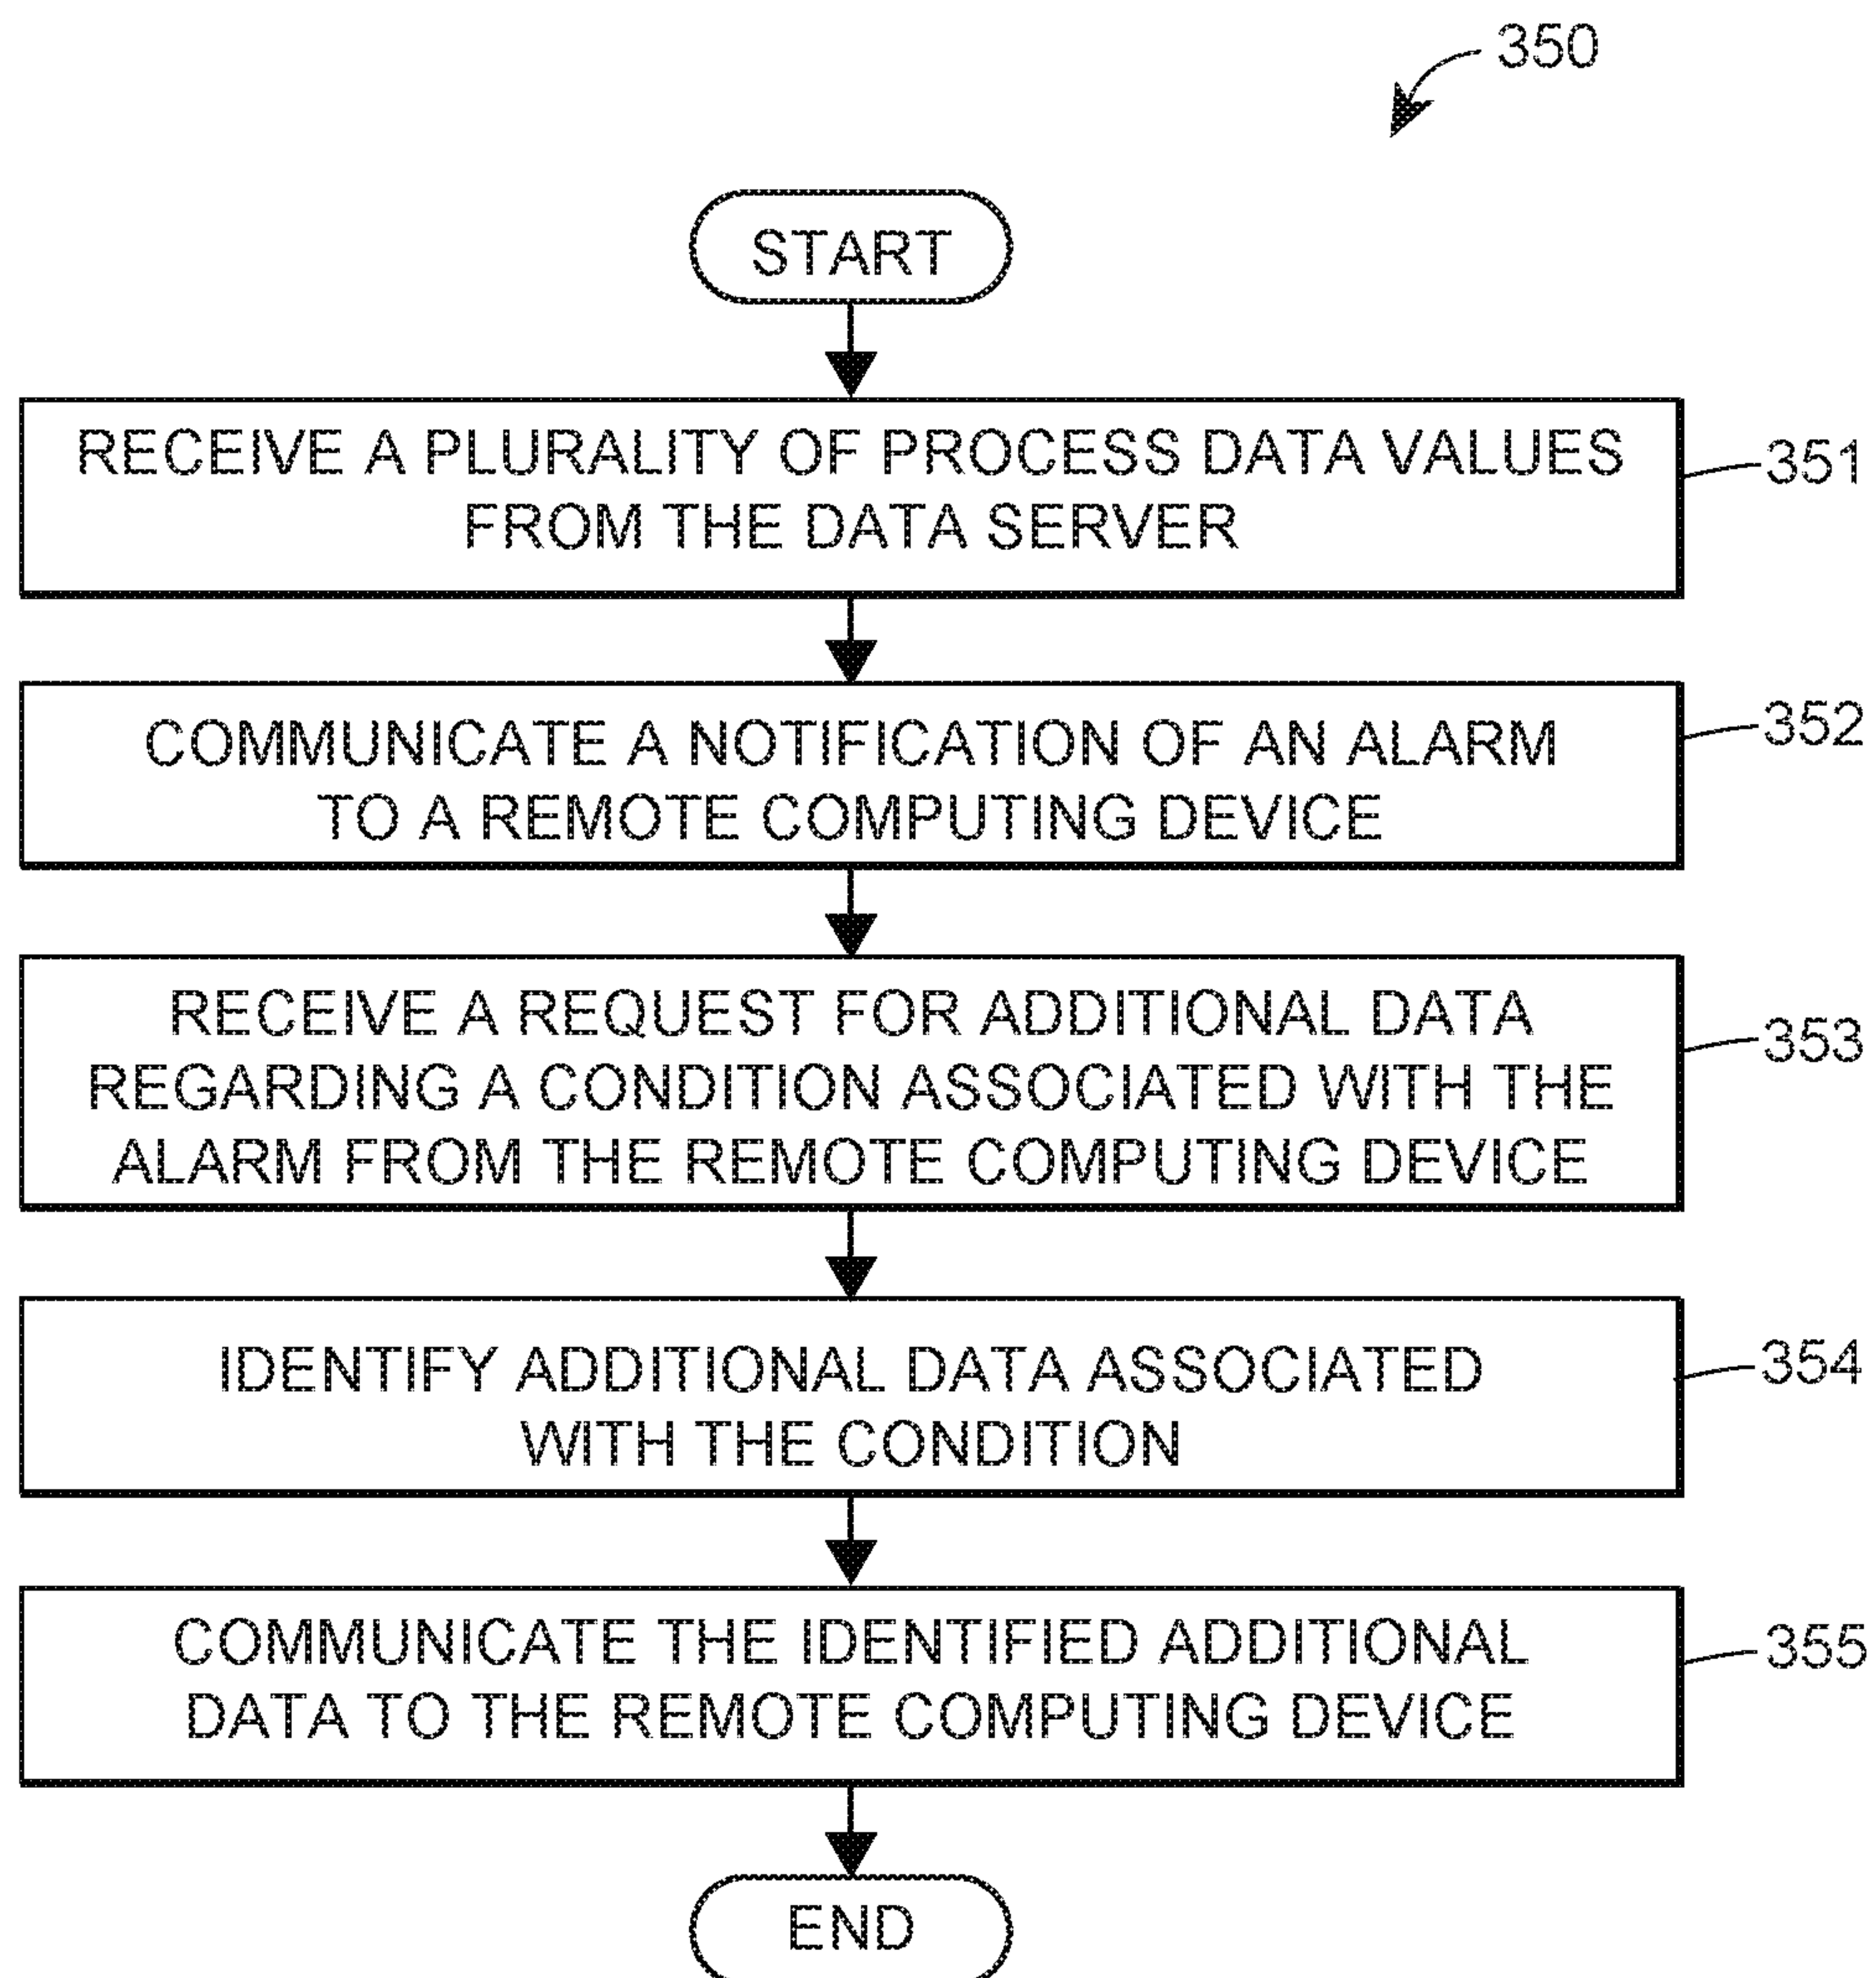 350
START
RECEIVE A PLURALITY OF PROCESS DATA VALUES
FROM THE DATA SERVER
351
COMMUNICATE A NOTIFICATION OF AN ALARM
TO A REMOTE COMPUTING DEVICE
352
RECEIVE A REQUEST FOR ADDITIONAL DATA
REGARDING A CONDITION ASSOCIATED WITH THE
ALARM FROM THE REMOTE COMPUTING DEVICE
353
IDENTIFY ADDITIONAL DATA ASSOCIATED
WITH THE CONDITION
354
COMMUNICATE THE IDENTIFIED ADDITIONAL
DATA TO THE REMOTE COMPUTING DEVICE
355
END